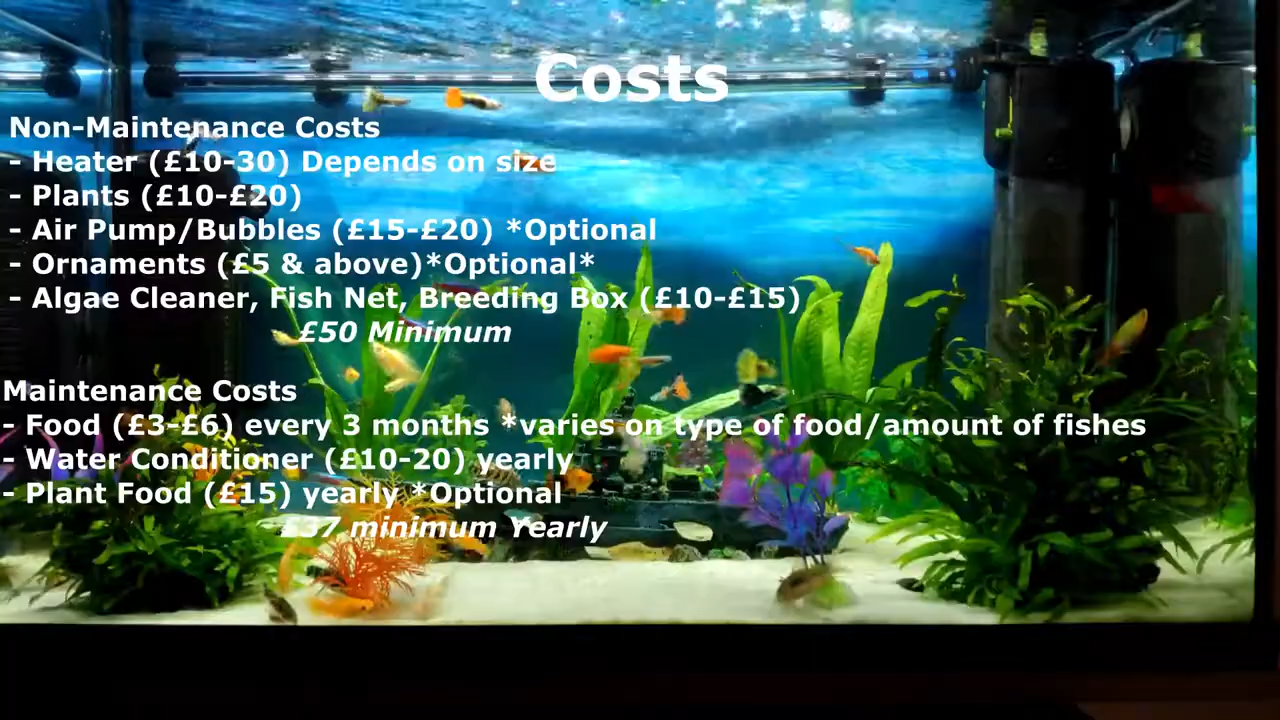 Costs
Non-Maintenance Costs
- Heater (£10-30) Depends on size
- Plants (£10-£20)
- Air Pump/Bubbles (£15-£20) *Optional
- Ornaments (£5 & above)*Optional*
- Algae Cleaner, Fish Net, Breeding Box (£10-£15)
£50 Minimum
Maintenance Costs
- Food (£3-£6) every 3 months *varies on type of food/amount of fishes
- Water Conditioner (£10-20) yearly
- Plant Food (£15) yearly *Optional
£37 minimum Yearly